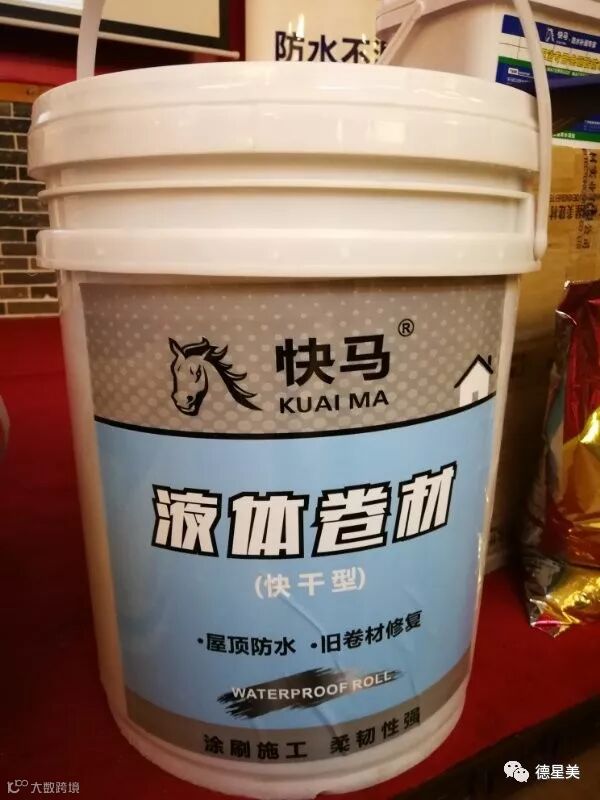 防水不
快马
快马®
KUAI MA
液体卷材
(快干型)
·屋顶防水 ·旧卷材修复
WATERPROOF ROLL
涂刷施工 柔韧性强
德星美
大数跨境